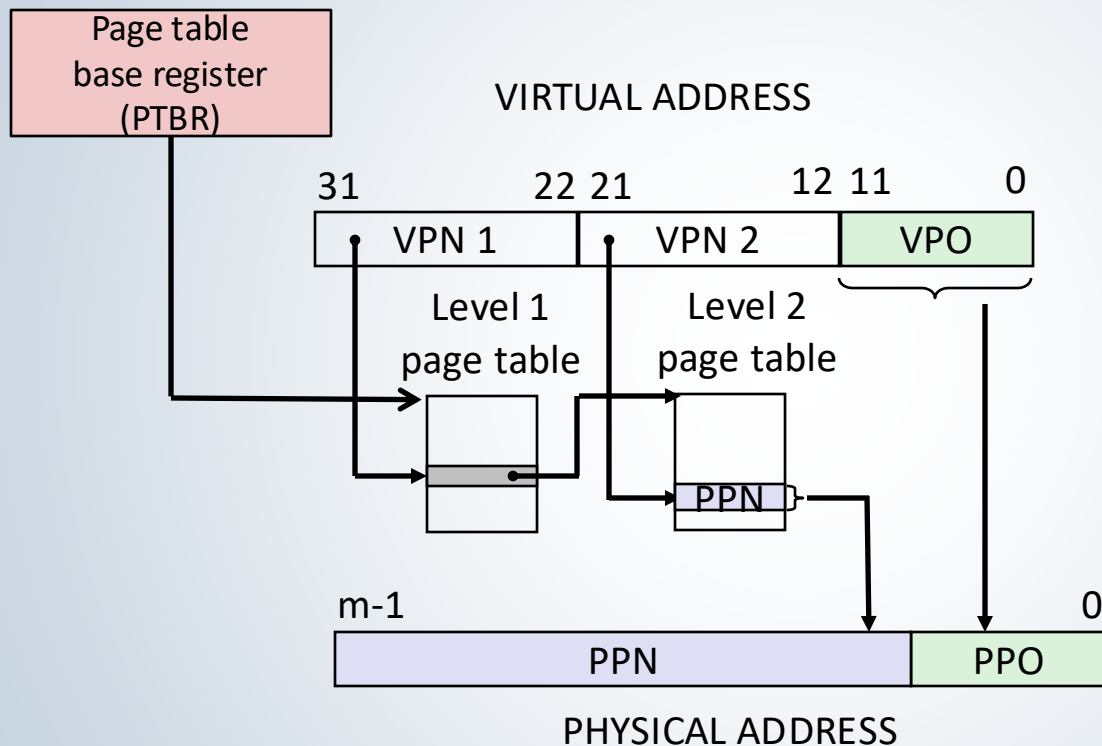 Page table
base register
(PTBR)
VIRTUAL ADDRESS
31 22 21 12 11 0
VPN 1 VPN 2 VPO
Level 1
page table
Level 2
page table
PPN
m-1 0
PPN PPO
PHYSICAL ADDRESS